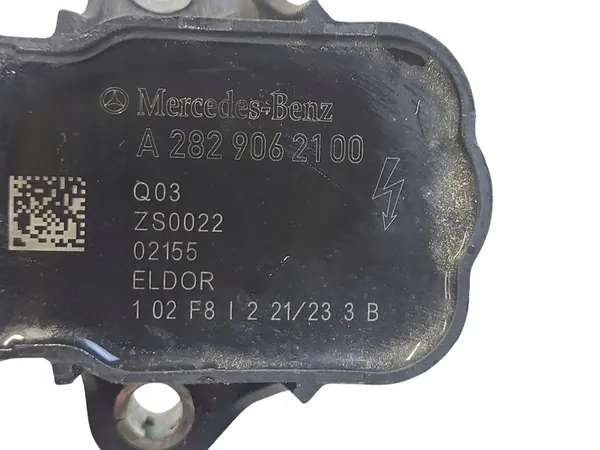 Mercedes-Benz
A 282 906 21 00
Q03
ZS0022
02155
ELDOR
1 02 F8 I 2 21/23 3 B